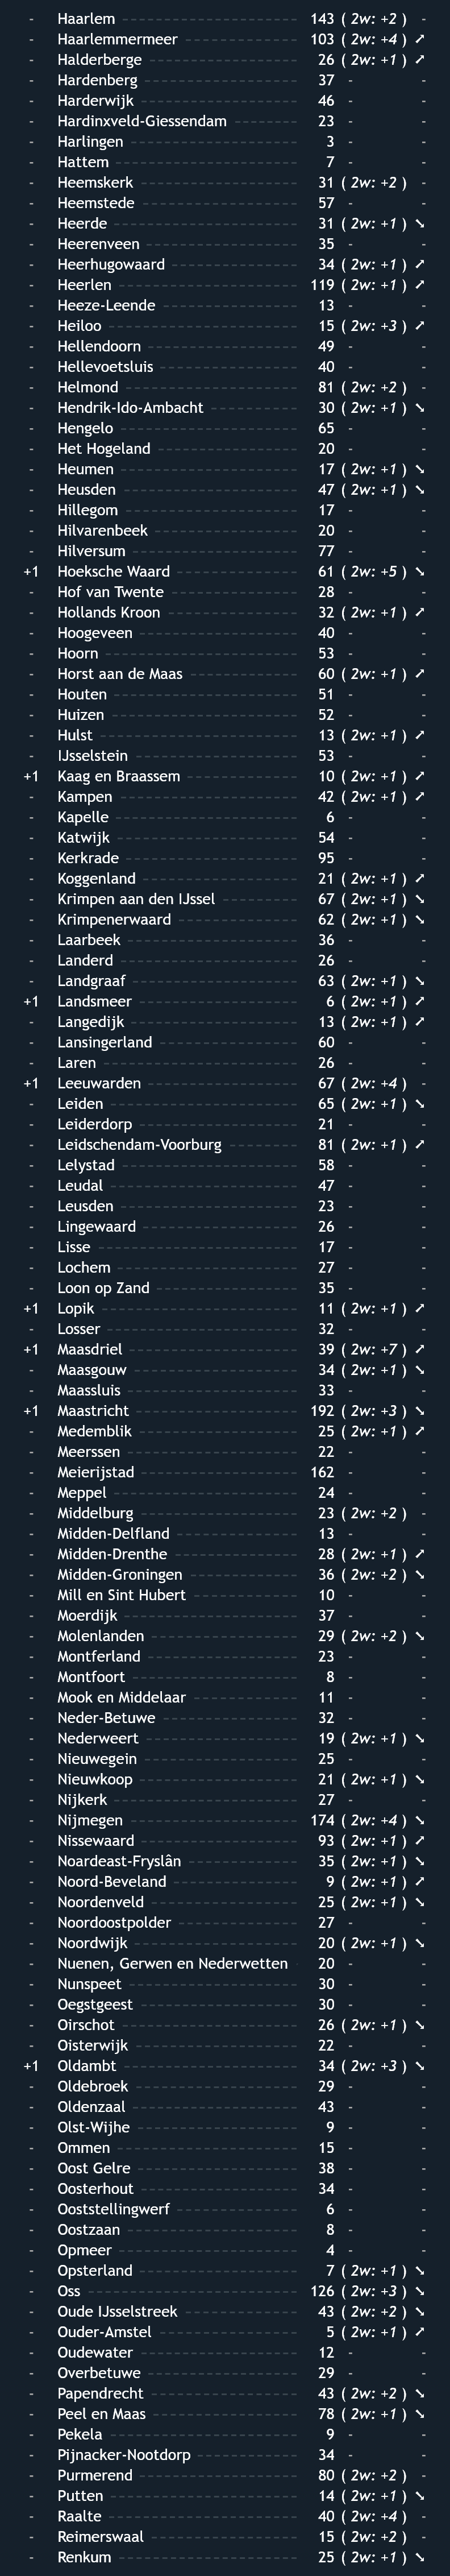 - Haarlem 143 ( 2w: +2 ) -
- Haarlemmermeer 103 ( 2w: +4 ) ➚
- Halderberge 26 ( 2w: +1 ) ➚
- Hardenberg 37 - -
- Harderwijk 46 - -
- Hardinxveld-Giessendam 23 - -
- Harlingen 3 - -
- Hattem 7 - -
- Heemskerk 31 ( 2w: +2 ) -
- Heemstede 57 - -
- Heerde 31 ( 2w: +1 ) ➘
- Heerenveen 35 - -
- Heerhugowaard 34 ( 2w: +1 ) ➚
- Heerlen 119 ( 2w: +1 ) ➚
- Heeze-Leende 13 - -
- Heiloo 15 ( 2w: +3 ) ➚
- Hellendoorn 49 - -
- Hellevoetsluis 40 - -
- Helmond 81 ( 2w: +2 ) -
- Hendrik-Ido-Ambacht 30 ( 2w: +1 ) ➘
- Hengelo 65 - -
- Het Hogeland 20 - -
- Heumen 17 ( 2w: +1 ) ➘
- Heusden 47 ( 2w: +1 ) ➘
- Hillegom 17 - -
- Hilvarenbeek 20 - -
- Hilversum 77 - -
+1 Hoeksche Waard 61 ( 2w: +5 ) ➘
- Hof van Twente 28 - -
- Hollands Kroon 32 ( 2w: +1 ) ➚
- Hoogeveen 40 - -
- Hoorn 53 - -
- Horst aan de Maas 60 ( 2w: +1 ) ➚
- Houten 51 - -
- Huizen 52 - -
- Hulst 13 ( 2w: +1 ) ➚
- IJsselstein 53 - -
+1 Kaag en Braassem 10 ( 2w: +1 ) ➚
- Kampen 42 ( 2w: +1 ) ➚
- Kapelle 6 - -
- Katwijk 54 - -
- Kerkrade 95 - -
- Koggenland 21 ( 2w: +1 ) ➚
- Krimpen aan den IJssel 67 ( 2w: +1 ) ➘
- Krimpenerwaard 62 ( 2w: +1 ) ➘
- Laarbeek 36 - -
- Landerd 26 - -
- Landgraaf 63 ( 2w: +1 ) ➘
+1 Landsmeer 6 ( 2w: +1 ) ➚
- Langedijk 13 ( 2w: +1 ) ➚
- Lansingerland 60 - -
- Laren 26 - -
+1 Leeuwarden 67 ( 2w: +4 ) -
- Leiden 65 ( 2w: +1 ) ➘
- Leiderdorp 21 - -
- Leidschendam-Voorburg 81 ( 2w: +1 ) ➚
- Lelystad 58 - -
- Leudal 47 - -
- Leusden 23 - -
- Lingewaard 26 - -
- Lisse 17 - -
- Lochem 27 - -
- Loon op Zand 35 - -
+1 Lopik 11 ( 2w: +1 ) ➚
- Losser 32 - -
+1 Maasdriel 39 ( 2w: +7 ) ➚
- Maasgouw 34 ( 2w: +1 ) ➘
- Maassluis 33 - -
+1 Maastricht 192 ( 2w: +3 ) ➘
- Medemblik 25 ( 2w: +1 ) ➚
- Meerssen 22 - -
- Meierijstad 162 - -
- Meppel 24 - -
- Middelburg 23 ( 2w: +2 ) -
- Midden-Delfland 13 - -
- Midden-Drenthe 28 ( 2w: +1 ) ➚
- Midden-Groningen 36 ( 2w: +2 ) ➘
- Mill en Sint Hubert 10 - -
- Moerdijk 37 - -
- Molenlanden 29 ( 2w: +2 ) ➘
- Montferland 23 - -
- Montfoort 8 - -
- Mook en Middelaar 11 - -
- Neder-Betuwe 32 - -
- Nederweert 19 ( 2w: +1 ) ➘
- Nieuwegein 25 - -
- Nieuwkoop 21 ( 2w: +1 ) ➘
- Nijkerk 27 - -
- Nijmegen 174 ( 2w: +4 ) ➘
- Nissewaard 93 ( 2w: +1 ) ➚
- Noardeast-Fryslân 35 ( 2w: +1 ) ➘
- Noord-Beveland 9 ( 2w: +1 ) ➚
- Noordenveld 25 ( 2w: +1 ) ➘
- Noordoostpolder 27 - -
- Noordwijk 20 ( 2w: +1 ) ➘
- Nuenen, Gerwen en Nederwetten 20 - -
- Nunspeet 30 - -
- Oegstgeest 30 - -
- Oirschot 26 ( 2w: +1 ) ➘
- Oisterwijk 22 - -
+1 Oldambt 34 ( 2w: +3 ) ➘
- Oldebroek 29 - -
- Oldenzaal 43 - -
- Olst-Wijhe 9 - -
- Ommen 15 - -
- Oost Gelre 38 - -
- Oosterhout 34 - -
- Ooststellingwerf 6 - -
- Oostzaan 8 - -
- Opmeer 4 - -
- Opsterland 7 ( 2w: +1 ) ➘
- Oss 126 ( 2w: +3 ) ➘
- Oude IJsselstreek 43 ( 2w: +2 ) ➘
- Ouder-Amstel 5 ( 2w: +1 ) ➚
- Oudewater 12 - -
- Overbetuwe 29 - -
- Papendrecht 43 ( 2w: +2 ) ➘
- Peel en Maas 78 ( 2w: +1 ) ➘
- Pekela 9 - -
- Pijnacker-Nootdorp 34 - -
- Purmerend 80 ( 2w: +2 ) -
- Putten 14 ( 2w: +1 ) ➘
- Raalte 40 ( 2w: +4 ) -
- Reimerswaal 15 ( 2w: +2 ) -
- Renkum 25 ( 2w: +1 ) ➘